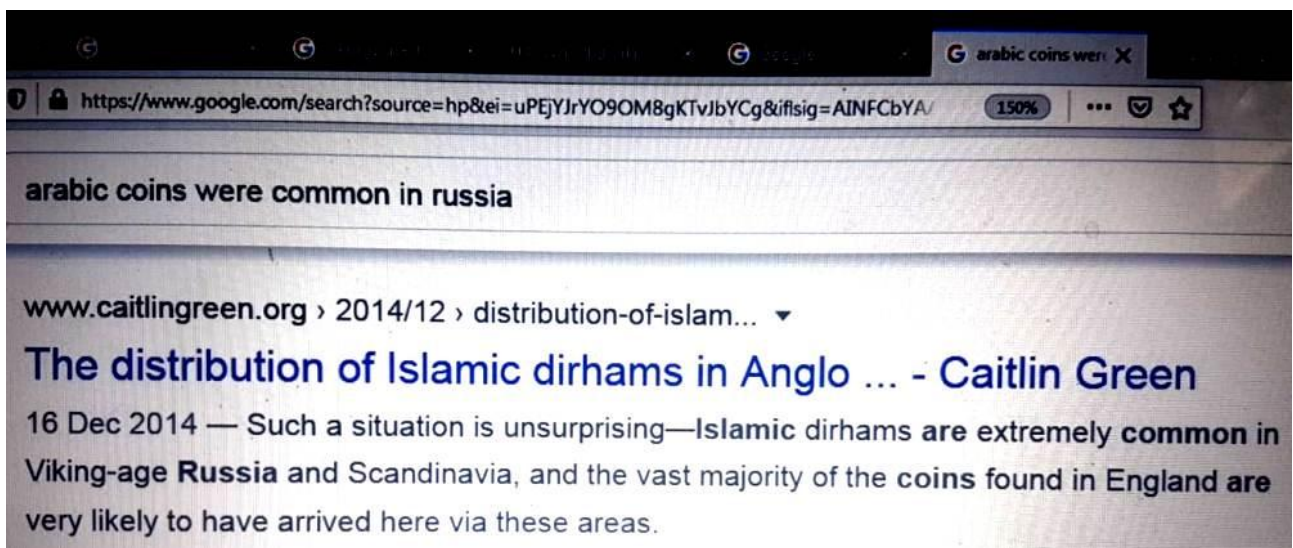 arabic coins wer
https://www.google.com/search?source=hp&ei=uPEjYJrYO9OM8gKTvJbYCg&iflsig=AINFCbYA/ 150%
arabic coins were common in russia
www.caitlingreen.org › 2014/12 › distribution-of-islam...
The distribution of Islamic dirhams in Anglo ... - Caitlin Green
16 Dec 2014 — Such a situation is unsurprising—Islamic dirhams are extremely common in
Viking-age Russia and Scandinavia, and the vast majority of the coins found in England are
very likely to have arrived here via these areas.